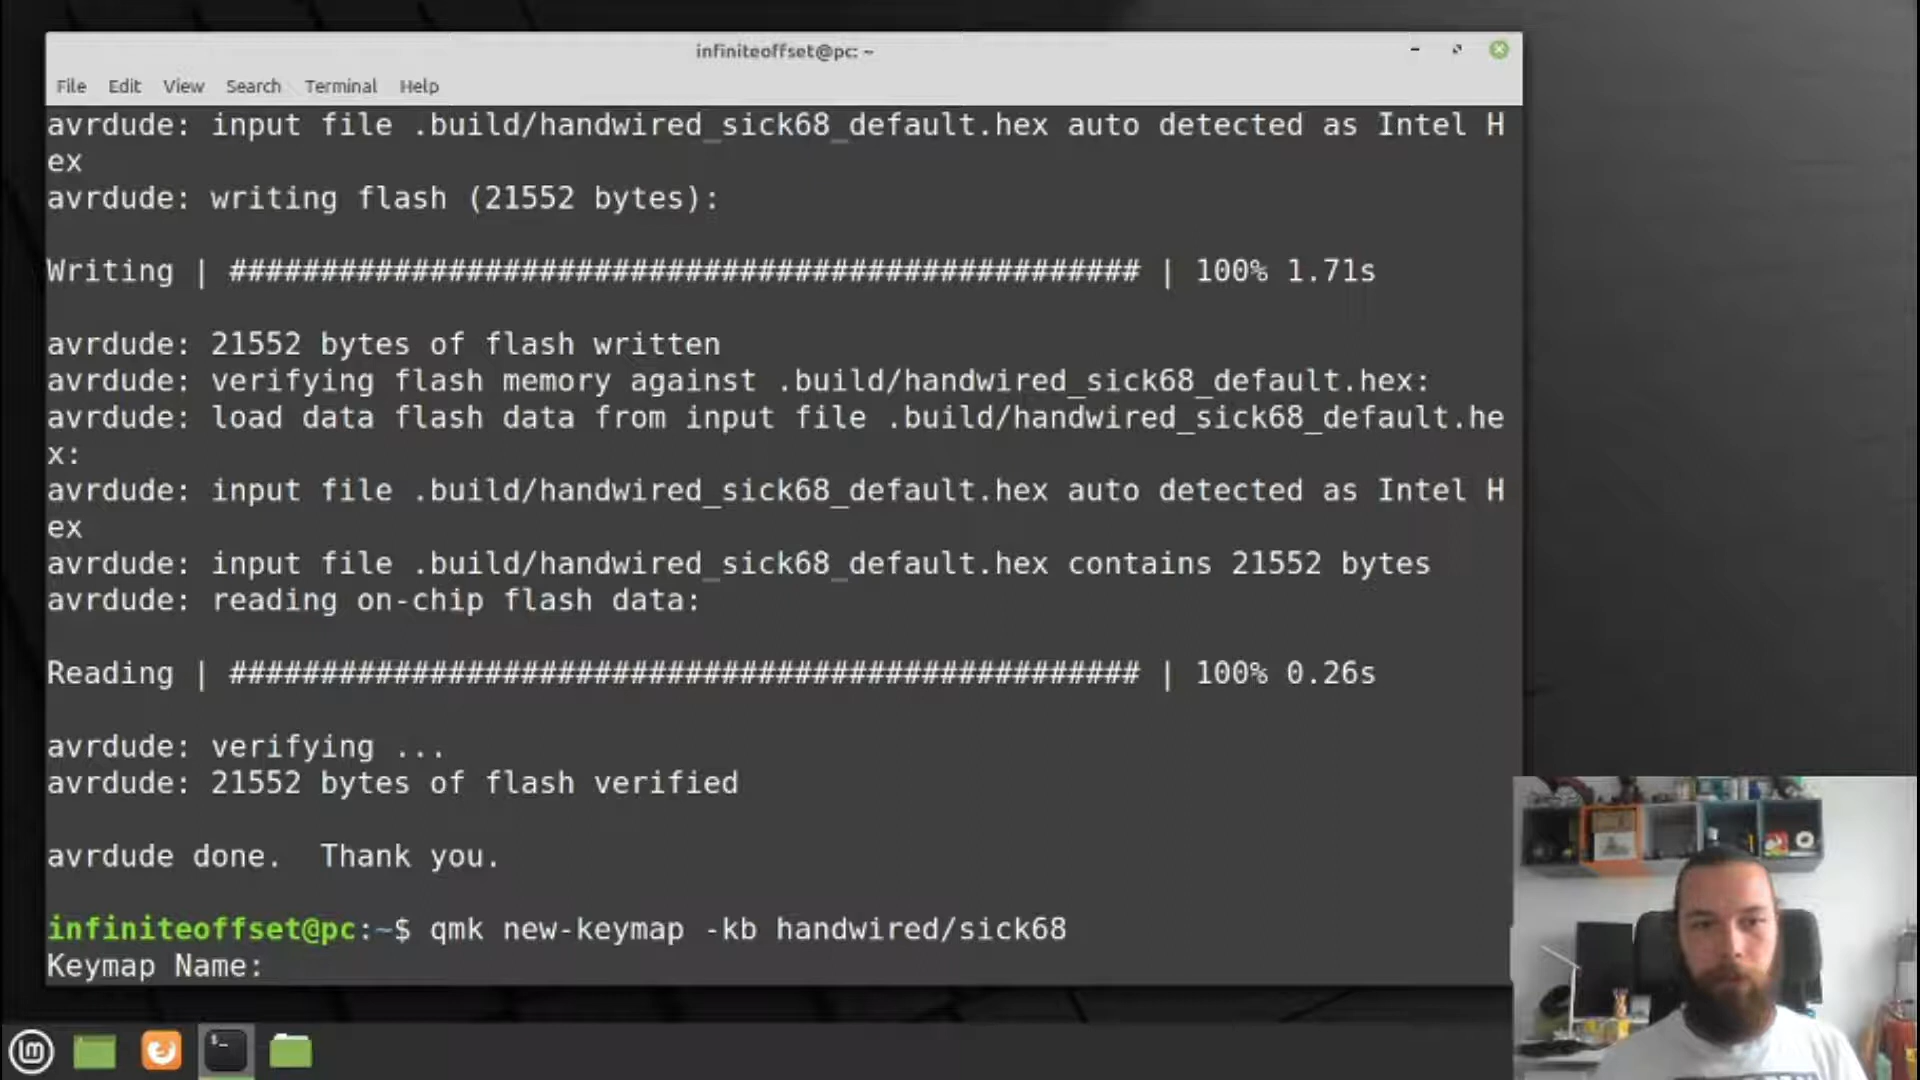 infiniteoffset@pc: ~
File Edit View Search Terminal Help
avrdude: input file .build/handwired_sick68_default.hex auto detected as Intel H
ex
avrdude: writing flash (21552 bytes):
Writing | ################################################## | 100% 1.71s
avrdude: 21552 bytes of flash written
avrdude: verifying flash memory against .build/handwired_sick68_default.hex:
avrdude: load data flash data from input file .build/handwired_sick68_default.he
x:
avrdude: input file .build/handwired_sick68_default.hex auto detected as Intel H
ex
avrdude: input file .build/handwired_sick68_default.hex contains 21552 bytes
avrdude: reading on-chip flash data:
Reading | ################################################## | 100% 0.26s
avrdude: verifying ...
avrdude: 21552 bytes of flash verified
avrdude done.  Thank you.
infiniteoffset@pc:~$ qmk new-keymap -kb handwired/sick68
Keymap Name: